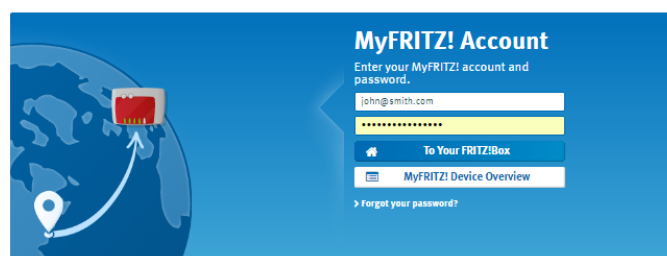 MyFRITZ! Account
Enter your MyFRITZ! account and
password.
john@smith.com
••••••••••••••••
To Your FRITZ!Box
MyFRITZ! Device Overview
Forgot your password?